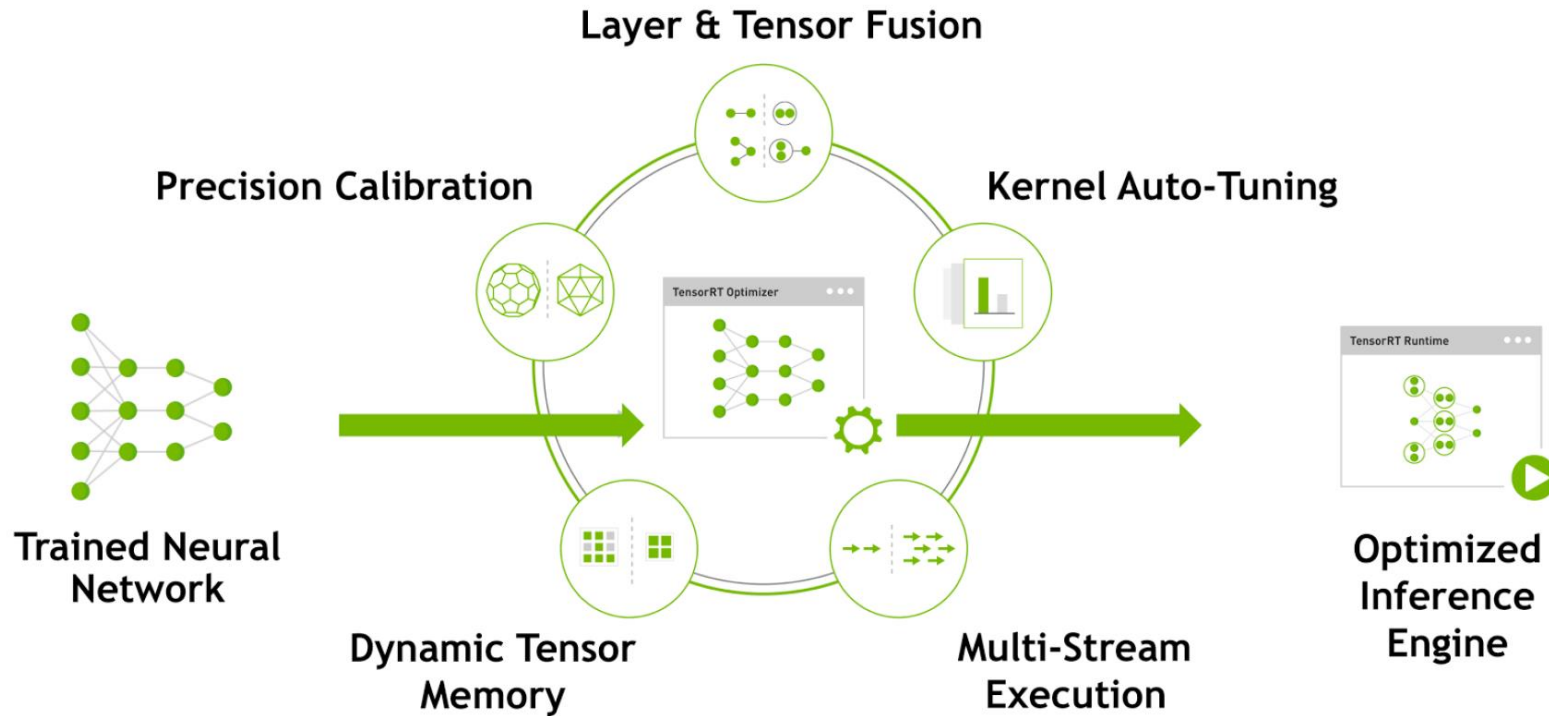 Layer & Tensor Fusion
Precision Calibration
Kernel Auto-Tuning
TensorRT Optimizer
TensorRT Runtime
Trained Neural
Network
Optimized
Inference
Engine
Dynamic Tensor
Memory
Multi-Stream
Execution